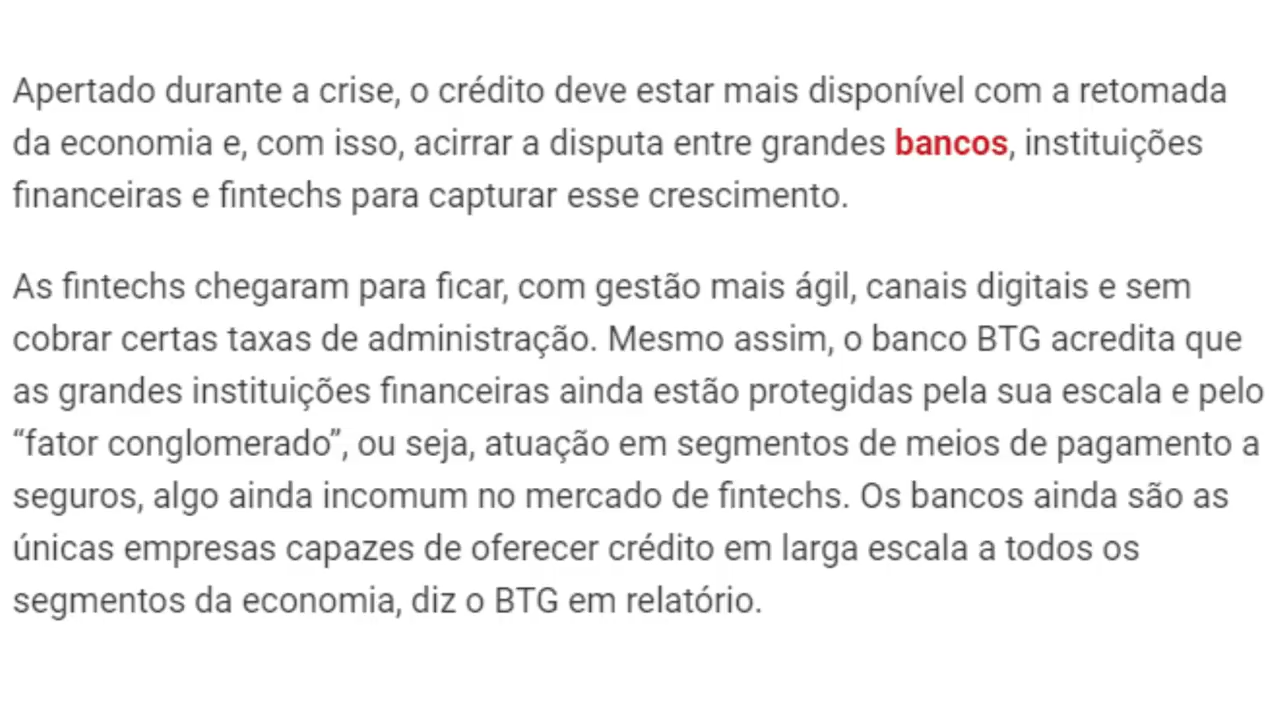 Apertado durante a crise, o crédito deve estar mais disponível com a retomada
da economia e, com isso, acirrar a disputa entre grandes bancos, instituições
financeiras e fintechs para capturar esse crescimento.
As fintechs chegaram para ficar, com gestão mais ágil, canais digitais e sem
cobrar certas taxas de administração. Mesmo assim, o banco BTG acredita que
as grandes instituições financeiras ainda estão protegidas pela sua escala e pelo
“fator conglomerado”, ou seja, atuação em segmentos de meios de pagamento a
seguros, algo ainda incomum no mercado de fintechs. Os bancos ainda são as
únicas empresas capazes de oferecer crédito em larga escala a todos os
segmentos da economia, diz o BTG em relatório.